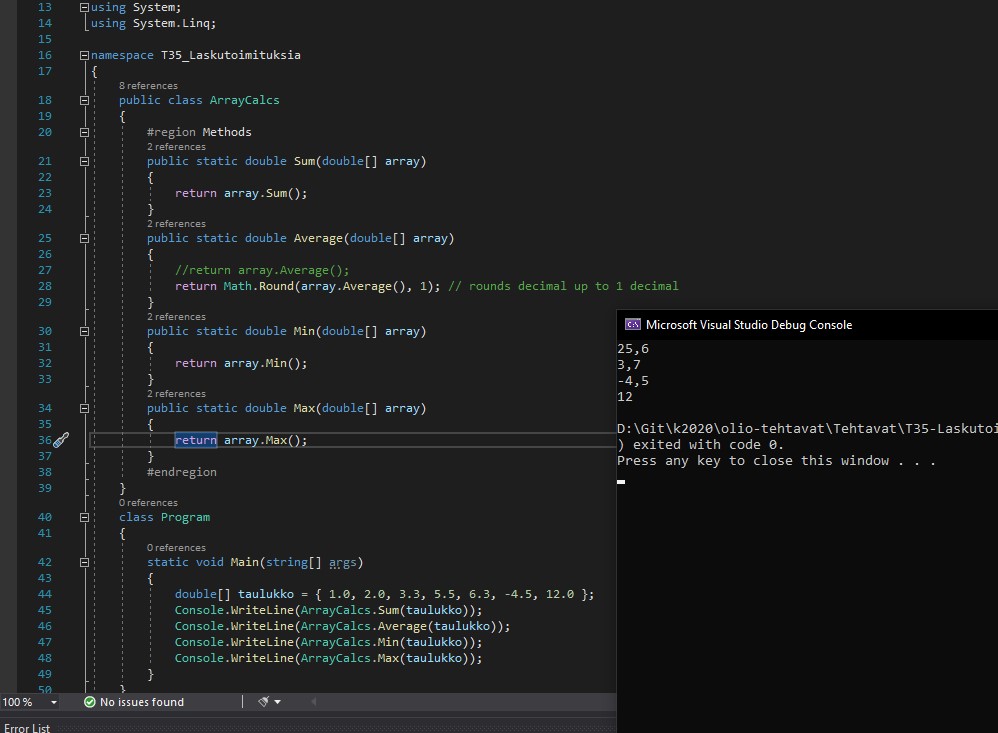 13 using System;
14 using System.Linq;
15
16 namespace T35_Laskutoimituksia
17 {
8 references
18 public class ArrayCalcs
19 {
20 #region Methods
2 references
21 public static double Sum(double[] array)
22 {
23 return array.Sum();
24 }
2 references
25 public static double Average(double[] array)
26 {
27 //return array.Average();
28 return Math.Round(array.Average(), 1); // rounds decimal up to 1 decimal
29 }
2 references
30 public static double Min(double[] array)
31 {
32 return array.Min();
33 }
2 references
34 public static double Max(double[] array)
35 {
36 return array.Max();
37 }
38 #endregion
39 }
0 references
40 class Program
41 {
0 references
42 static void Main(string[] args)
43 {
44 double[] taulukko = { 1.0, 2.0, 3.3, 5.5, 6.3, -4.5, 12.0 };
45 Console.WriteLine(ArrayCalcs.Sum(taulukko));
46 Console.WriteLine(ArrayCalcs.Average(taulukko));
47 Console.WriteLine(ArrayCalcs.Min(taulukko));
48 Console.WriteLine(ArrayCalcs.Max(taulukko));
49 }
50 }
100 % No issues found
Error List
C:\ Microsoft Visual Studio Debug Console
25,6
3,7
-4,5
12
D:\Git\k2020\olio-tehtavat\Tehtavat\T35-Laskutoi
) exited with code 0.
Press any key to close this window . . .